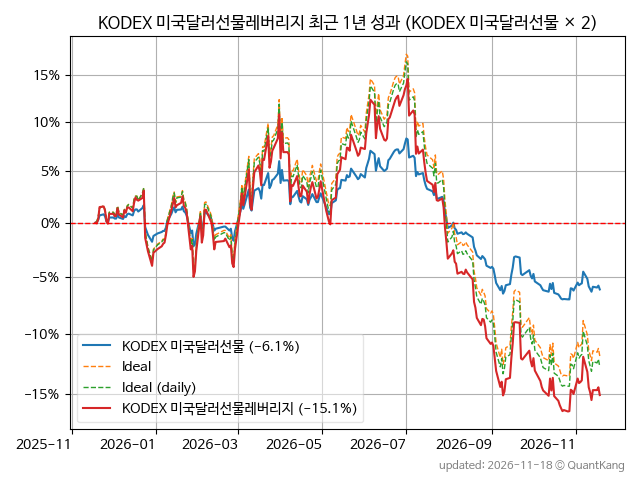 KODEX 미국달러선물레버리지 최근 1년 성과 (KODEX 미국달러선물 × 2)
15%
10%
5%
0%
−5%
−10%
−15%
KODEX 미국달러선물 (−6.1%)
Ideal
Ideal (daily)
KODEX 미국달러선물레버리지 (−15.1%)
2025-11 2026-01 2026-03 2026-05 2026-07 2026-09 2026-11
updated: 2026-11-18 © QuantKang